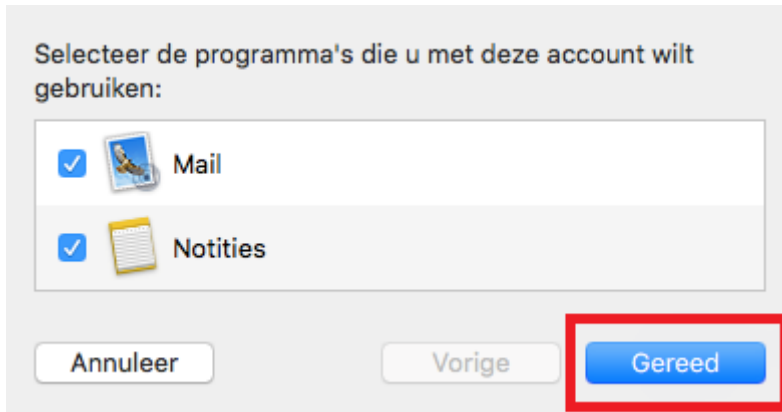 Selecteer de programma's die u met deze account wilt
gebruiken:
Mail
Notities
Annuleer
Vorige
Gereed